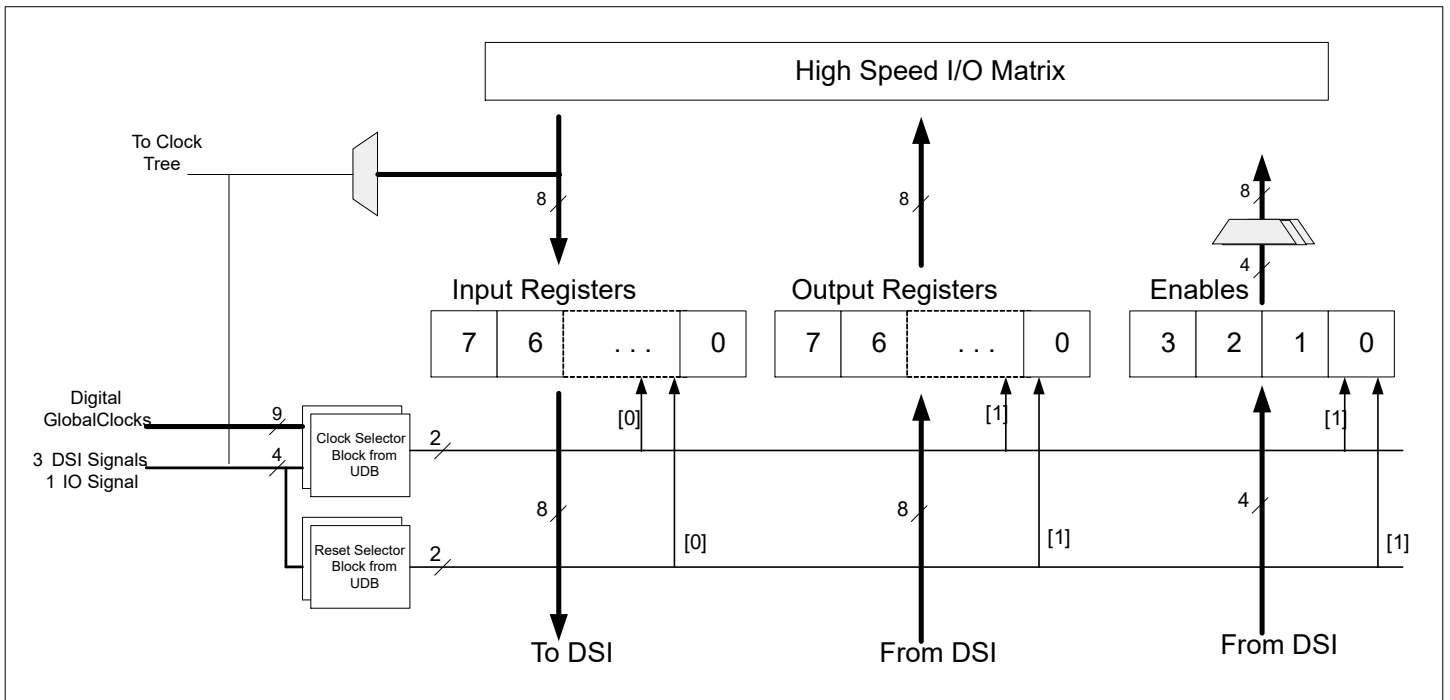 High Speed I/O Matrix
To Clock
Tree
8
8
8
4
Input Registers
Output Registers
Enables
7 6 . . . 0
7 6 . . . 0
3 2 1 0
Digital
GlobalClocks
9
3 DSI Signals
1 IO Signal
4
Clock Selector
Block from
UDB
2
[0]
[1]
[1]
Reset Selector
Block from
UDB
2
8
[0]
8
[1]
4
[1]
To DSI
From DSI
From DSI